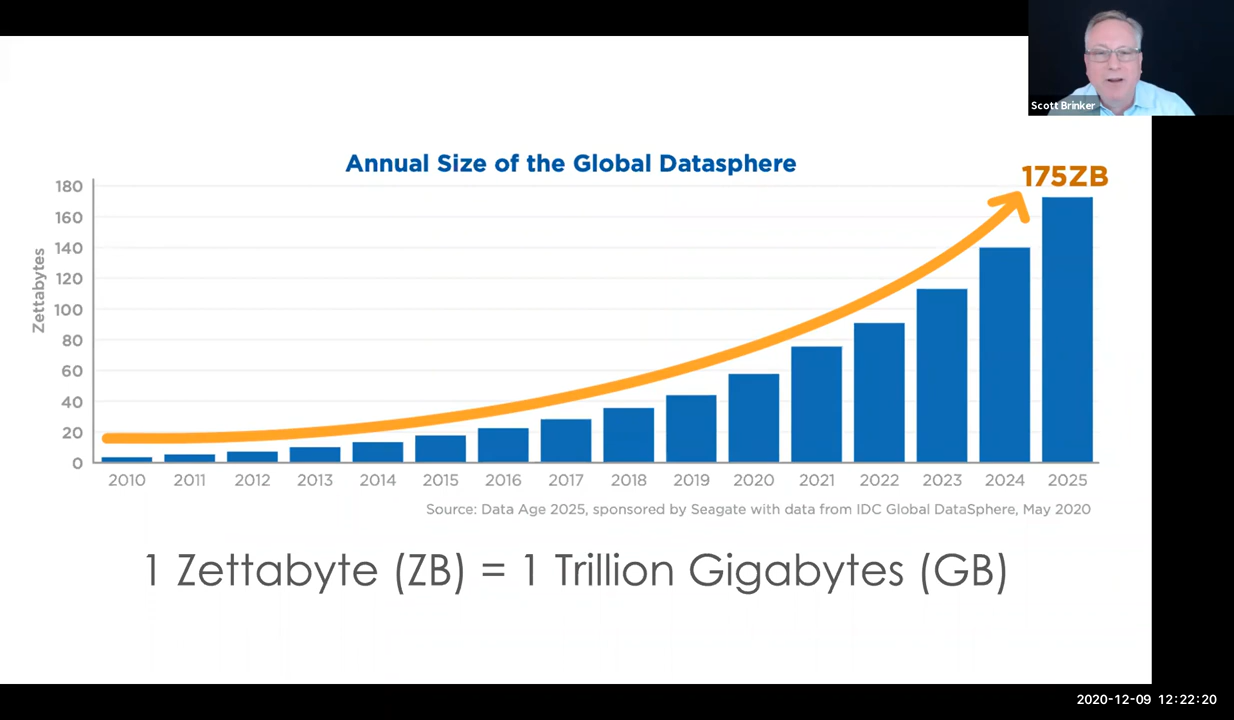 Scott Brinker
Annual Size of the Global Datasphere
175ZB
180
160
140
120
100
80
60
40
20
0
Zettabytes
2010 2011 2012 2013 2014 2015 2016 2017 2018 2019 2020 2021 2022 2023 2024 2025
Source: Data Age 2025, sponsored by Seagate with data from IDC Global DataSphere, May 2020
1 Zettabyte (ZB) = 1 Trillion Gigabytes (GB)
2020-12-09 12:22:20